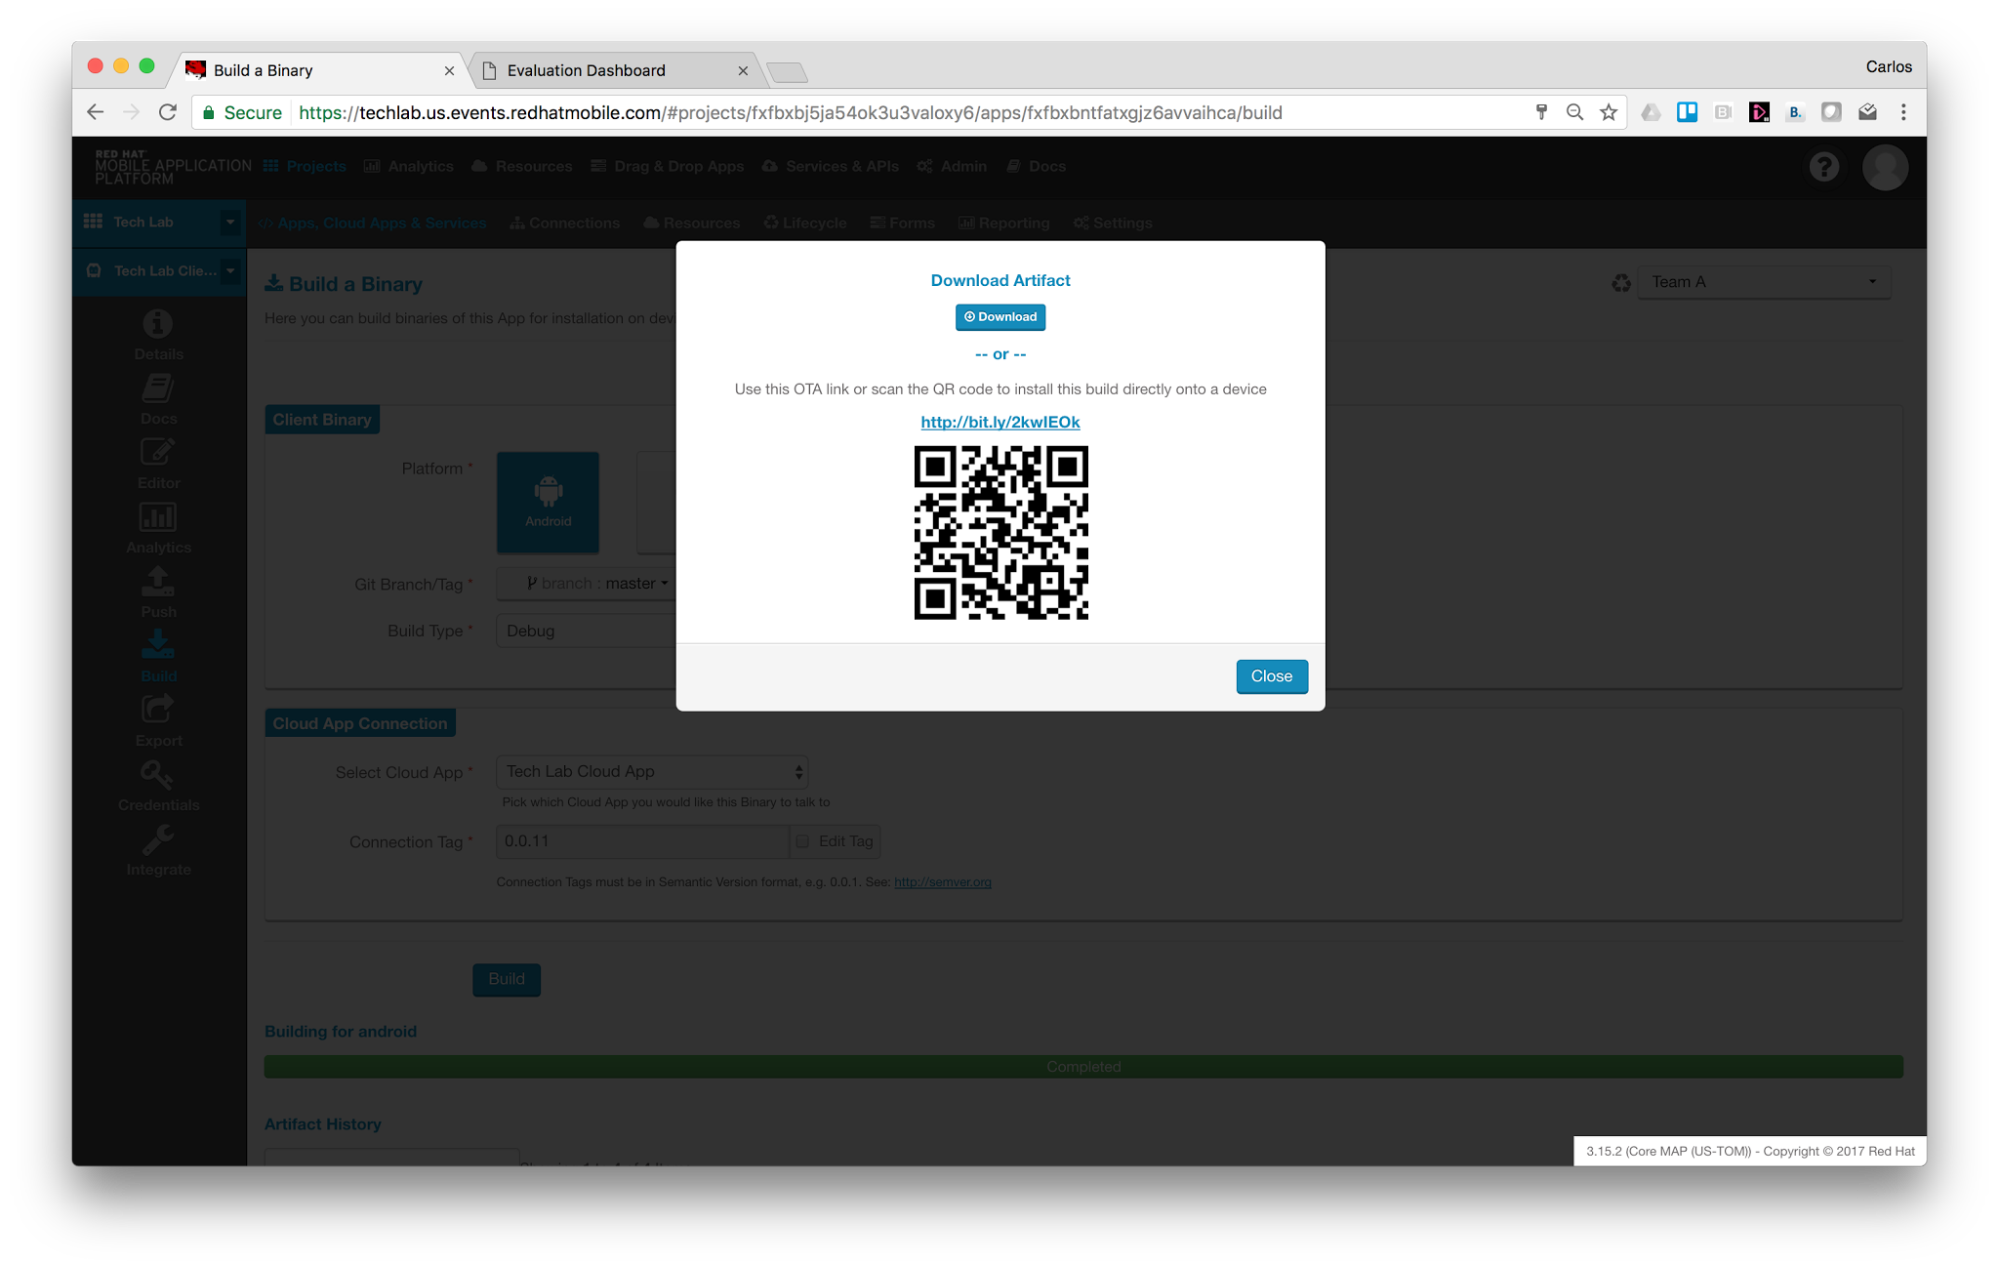 Build a Binary
Evaluation Dashboard
Carlos
Secure https://techlab.us.events.redhatmobile.com/#projects/fxfbxbj5ja54ok3u3valoxy6/apps/fxfbxbntfatxgjz6avvaihca/build
RED HAT
MOBILE APPLICATION
PLATFORM
Projects Analytics Resources Drag & Drop Apps Services & APIs Admin Docs
Tech Lab
Apps, Cloud Apps & Services Connections Resources Lifecycle Forms Reporting Settings
Tech Lab Clie...
Build a Binary
Team A
Here you can build binaries of this App for installation on
Details
Docs
Editor
Analytics
Push
Build
Export
Credentials
Integrate
Client Binary
Platform *
Android
Git Branch/Tag *
branch : master
Build Type *
Debug
Download Artifact
Download
-- or --
Use this OTA link or scan the QR code to install this build directly onto a device
http://bit.ly/2kwIEOk
Close
Cloud App Connection
Select Cloud App *
Tech Lab Cloud App
Pick which Cloud App you would like this Binary to talk to
Connection Tag *
0.0.11
Edit Tag
Connection Tags must be in Semantic Version format, e.g. 0.0.1. See: http://semver.org
Build
Building for android
Completed
Artifact History
3.15.2 (Core MAP (US-TOM)) - Copyright © 2017 Red Hat